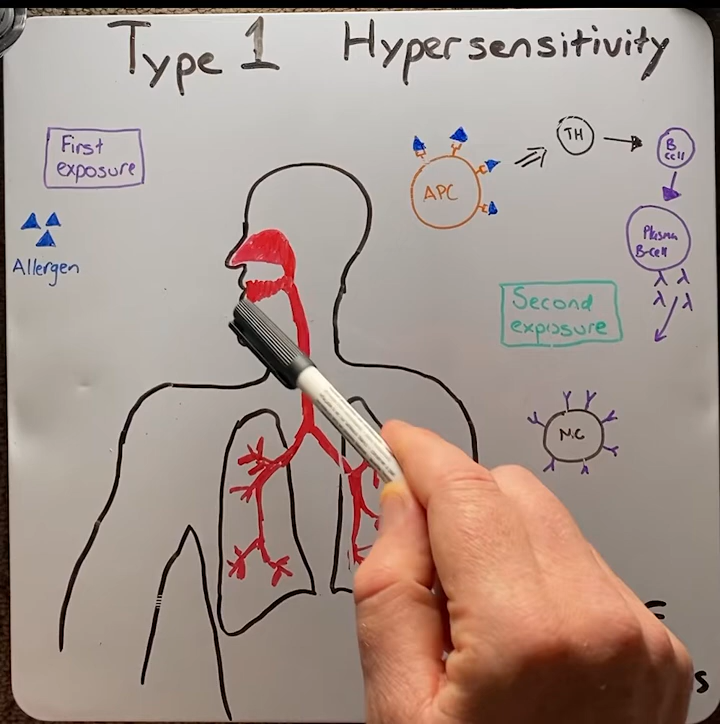 Type 1 Hypersensitivity
First
exposure
Allergen
APC
TH
B
cell
Plasma
B-cell
Second
exposure
MC
E
s